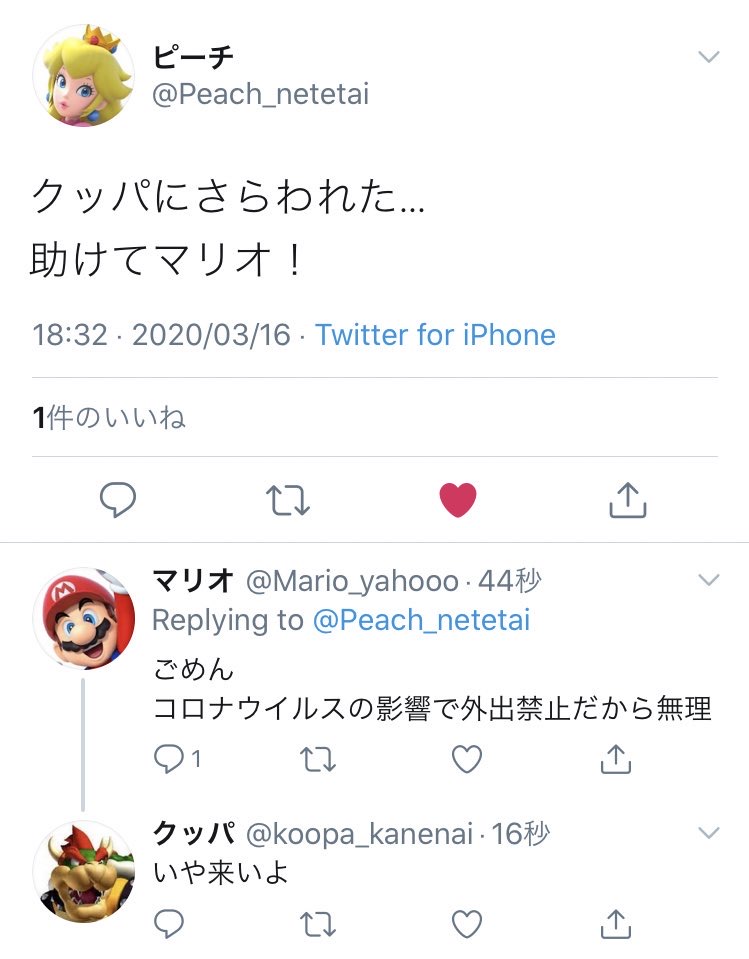 ピーチ
@Peach_netetai
クッパにさらわれた...
助けてマリオ！
18:32 · 2020/03/16 · Twitter for iPhone
1件のいいね
マリオ @Mario_yahooo · 44秒
Replying to @Peach_netetai
ごめん
コロナウイルスの影響で外出禁止だから無理
1
クッパ @koopa_kanenai · 16秒
いや来いよ